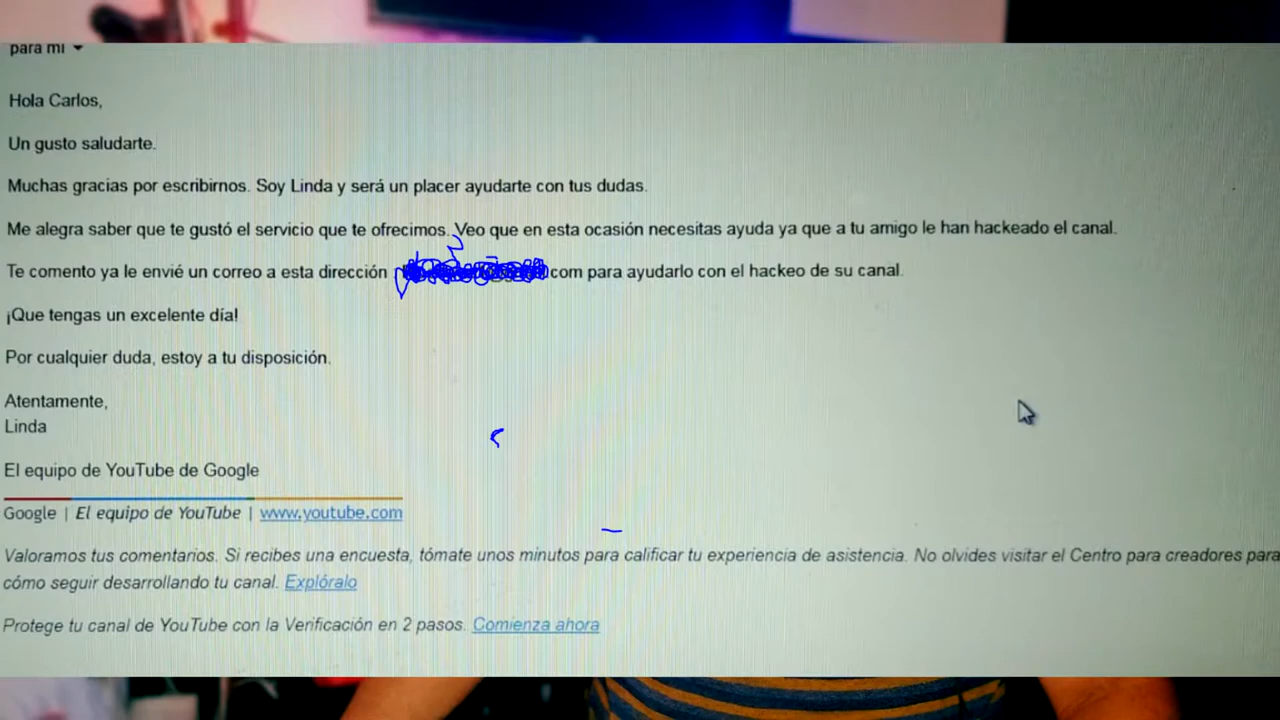 para mi
Hola Carlos,
Un gusto saludarte.
Muchas gracias por escribirnos. Soy Linda y será un placer ayudarte con tus dudas.
Me alegra saber que te gustó el servicio que te ofrecimos. Veo que en esta ocasión necesitas ayuda ya que a tu amigo le han hackeado el canal.
Te comento ya le envié un correo a esta dirección com para ayudarlo con el hackeo de su canal.
¡Que tengas un excelente día!
Por cualquier duda, estoy a tu disposición.
Atentamente,
Linda
El equipo de YouTube de Google
Google | El equipo de YouTube | www.youtube.com
Valoramos tus comentarios. Si recibes una encuesta, tómate unos minutos para calificar tu experiencia de asistencia. No olvides visitar el Centro para creadores para
cómo seguir desarrollando tu canal. Explóralo
Protege tu canal de YouTube con la Verificación en 2 pasos. Comienza ahora